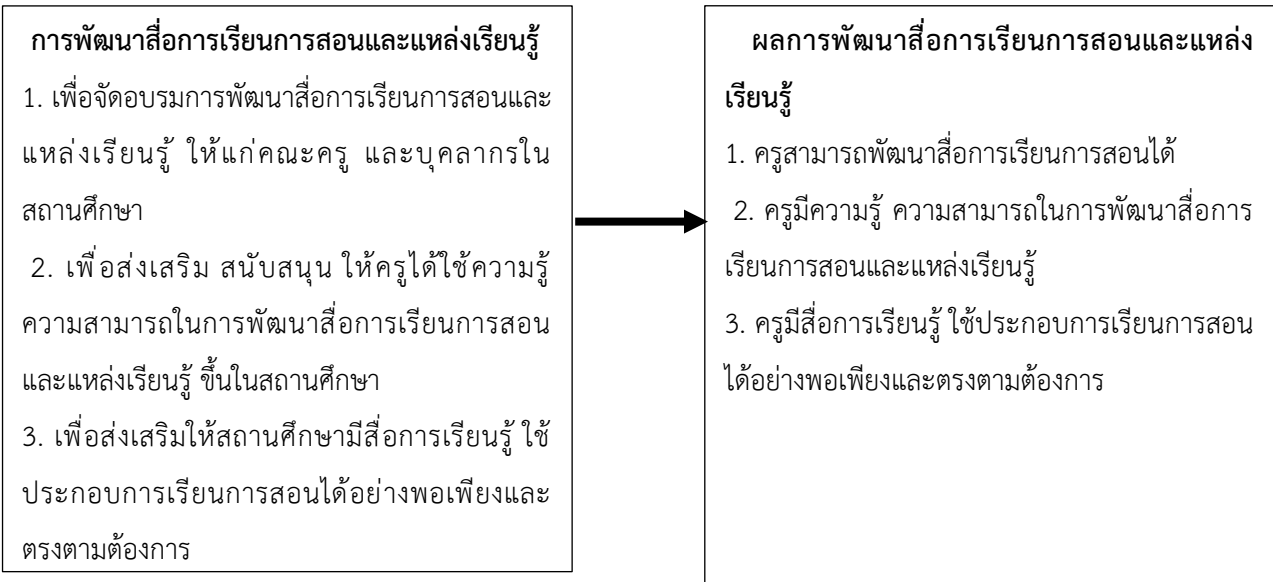 การพัฒนาสื่อการเรียนการสอนและแหล่งเรียนรู้
1. เพื่อจัดอบรมการพัฒนาสื่อการเรียนการสอนและ
แหล่งเรียนรู้ ให้แก่คณะครู และบุคลากรใน
สถานศึกษา
2. เพื่อส่งเสริม สนับสนุน ให้ครูได้ใช้ความรู้
ความสามารถในการพัฒนาสื่อการเรียนการสอน
และแหล่งเรียนรู้ ขึ้นในสถานศึกษา
3. เพื่อส่งเสริมให้สถานศึกษามีสื่อการเรียนรู้ ใช้
ประกอบการเรียนการสอนได้อย่างพอเพียงและ
ตรงตามต้องการ
ผลการพัฒนาสื่อการเรียนการสอนและแหล่ง
เรียนรู้
1. ครูสามารถพัฒนาสื่อการเรียนการสอนได้
2. ครูมีความรู้ ความสามารถในการพัฒนาสื่อการ
เรียนการสอนและแหล่งเรียนรู้
3. ครูมีสื่อการเรียนรู้ ใช้ประกอบการเรียนการสอน
ได้อย่างพอเพียงและตรงตามต้องการ